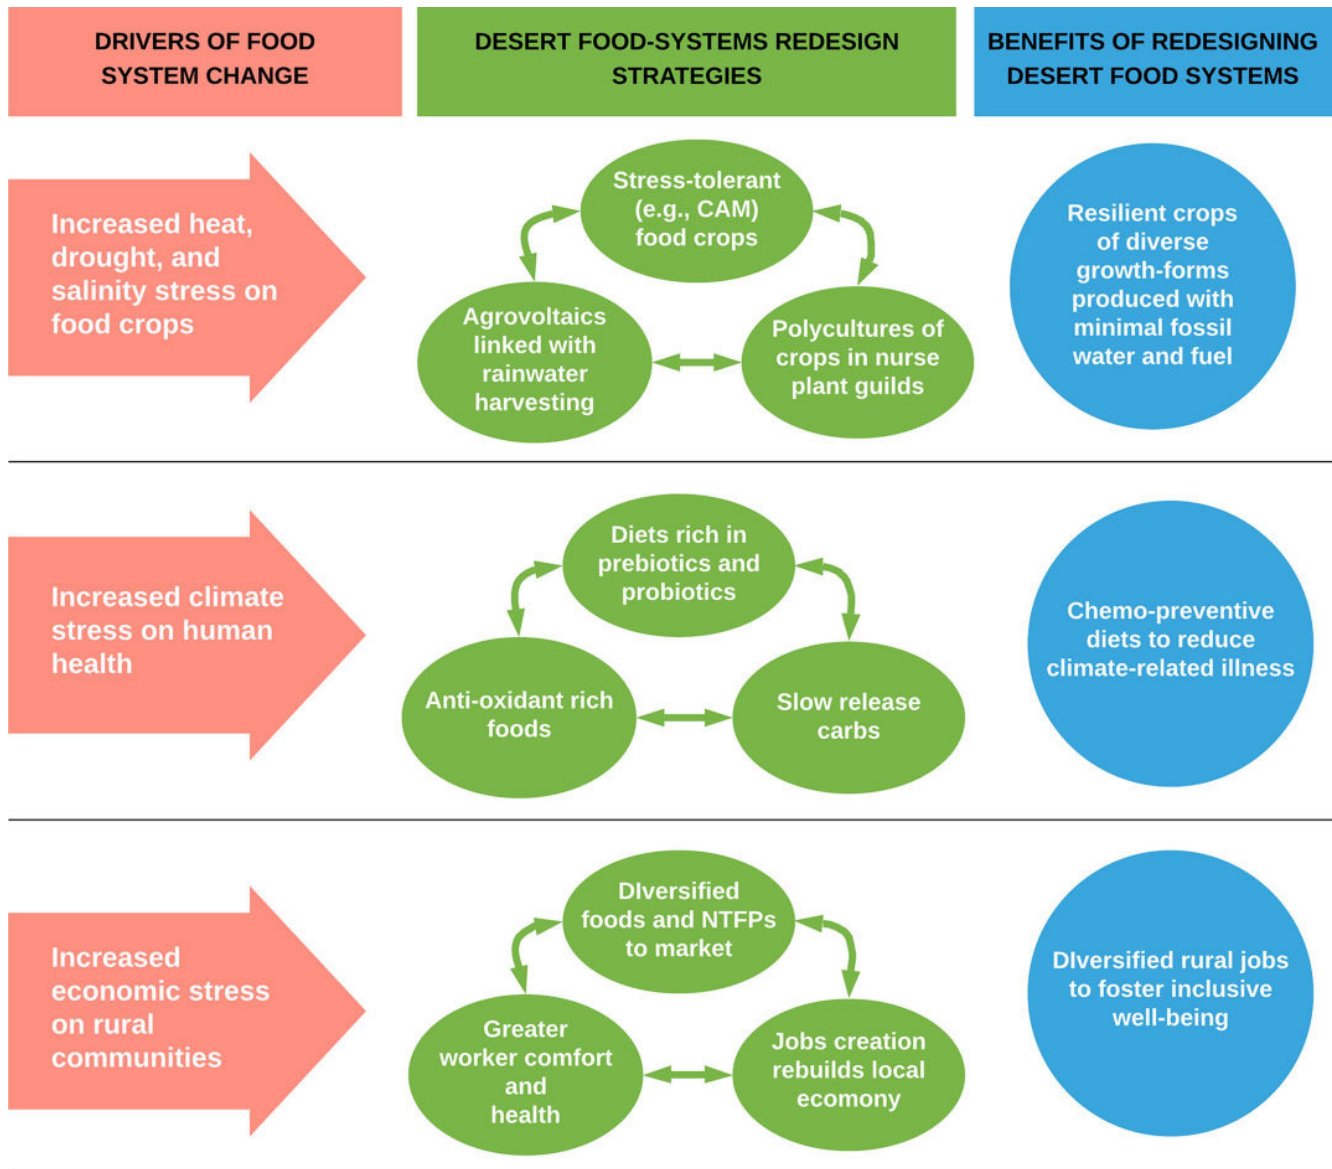 DRIVERS OF FOOD
SYSTEM CHANGE
DESERT FOOD-SYSTEMS REDESIGN
STRATEGIES
BENEFITS OF REDESIGNING
DESERT FOOD SYSTEMS
Increased heat,
drought, and
salinity stress on
food crops
Stress-tolerant
(e.g., CAM)
food crops
Agrovoltaics
linked with
rainwater
harvesting
Polycultures of
crops in nurse
plant guilds
Resilient crops
of diverse
growth-forms
produced with
minimal fossil
water and fuel
Increased climate
stress on human
health
Diets rich in
prebiotics and
probiotics
Anti-oxidant rich
foods
Slow release
carbs
Chemo-preventive
diets to reduce
climate-related illness
Increased
economic stress
on rural
communities
DIversified
foods and NTFPs
to market
Greater
worker comfort
and
health
Jobs creation
rebuilds local
ecomony
DIversified rural jobs
to foster inclusive
well-being